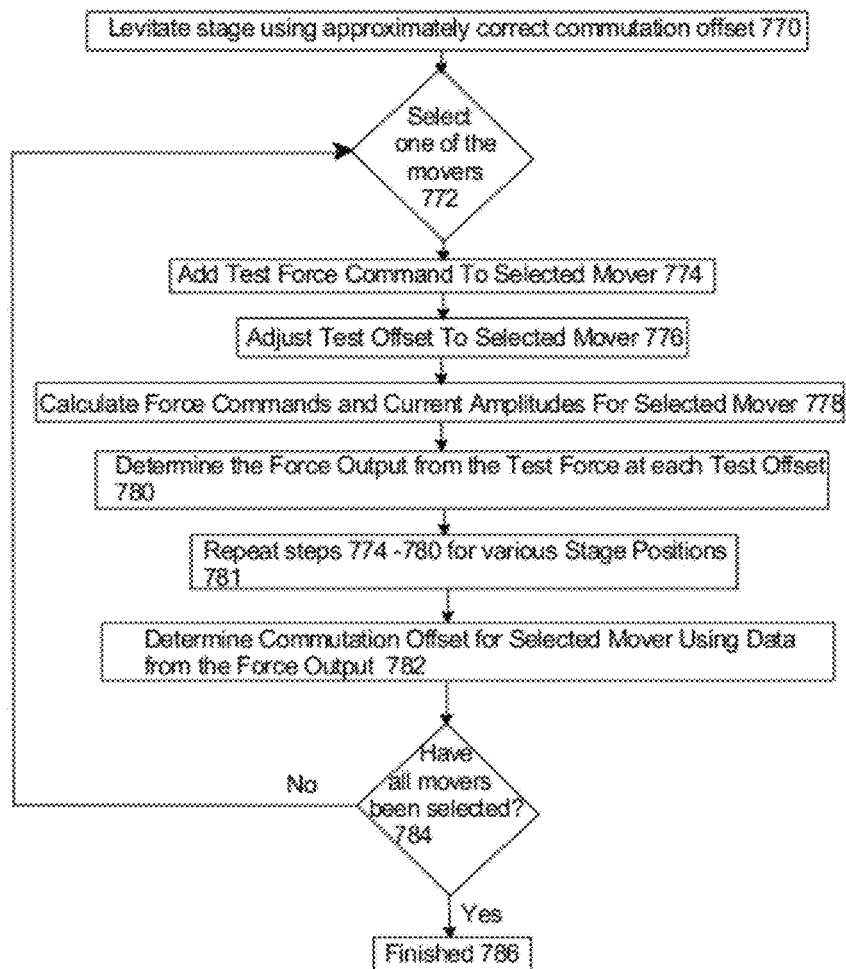 Levitate stage using approximately correct commutation offset 770
Select
one of the
movers
772
Add Test Force Command To Selected Mover 774
Adjust Test Offset To Selected Mover 776
Calculate Force Commands and Current Amplitudes For Selected Mover 778
Determine the Force Output from the Test Force at each Test Offset
780
Repeat steps 774 -780 for various Stage Positions
781
Determine Commutation Offset for Selected Mover Using Data
from the Force Output 782
Have
all movers
been selected?
784
No
Yes
Finished 786